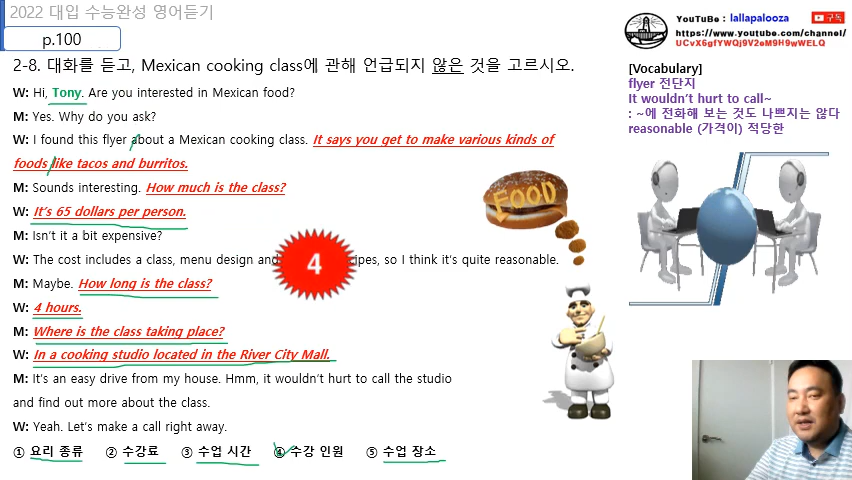 2022 대입 수능완성 영어듣기
p.100
2-8. 대화를 듣고, Mexican cooking class에 관해 언급되지 않은 것을 고르시오.
W: Hi, Tony. Are you interested in Mexican food?
M: Yes. Why do you ask?
W: I found this flyer about a Mexican cooking class. It says you get to make various kinds of
foods like tacos and burritos.
M: Sounds interesting. How much is the class?
W: It's 65 dollars per person.
M: Isn't it a bit expensive?
W: The cost includes a class, menu design and ipes, so I think it's quite reasonable.
4
M: Maybe. How long is the class?
W: 4 hours.
M: Where is the class taking place?
W: In a cooking studio located in the River City Mall.
M: It's an easy drive from my house. Hmm, it wouldn't hurt to call the studio
and find out more about the class.
W: Yeah. Let's make a call right away.
① 요리 종류 ② 수강료 ③ 수업 시간 ④ 수강 인원 ⑤ 수업 장소
FOOD
YouTuBe : lallapalooza 구독
https://www.youtube.com/channel/
UCvX6gfYWQj9V2eM9H9wWELQ
[Vocabulary]
flyer 전단지
It wouldn't hurt to call~
: ~에 전화해 보는 것도 나쁘지는 않다
reasonable (가격이) 적당한